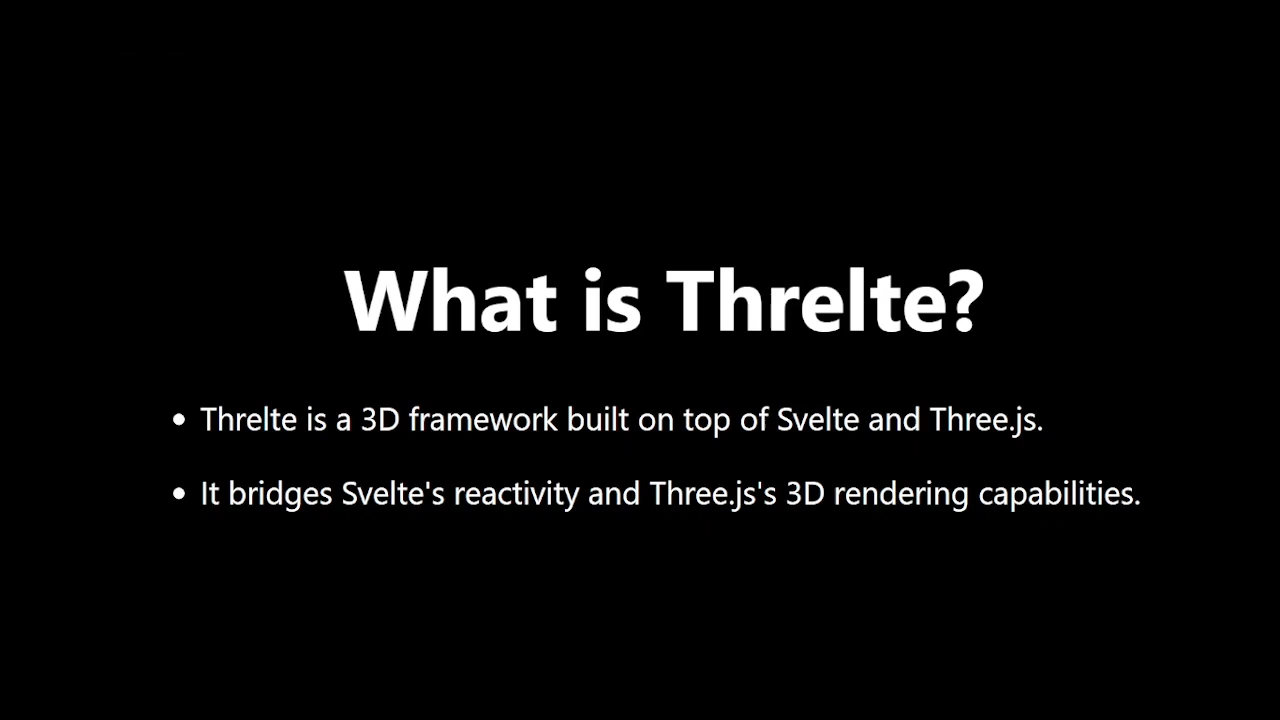 What is Threlte?
• Threlte is a 3D framework built on top of Svelte and Three.js.
• It bridges Svelte's reactivity and Three.js's 3D rendering capabilities.